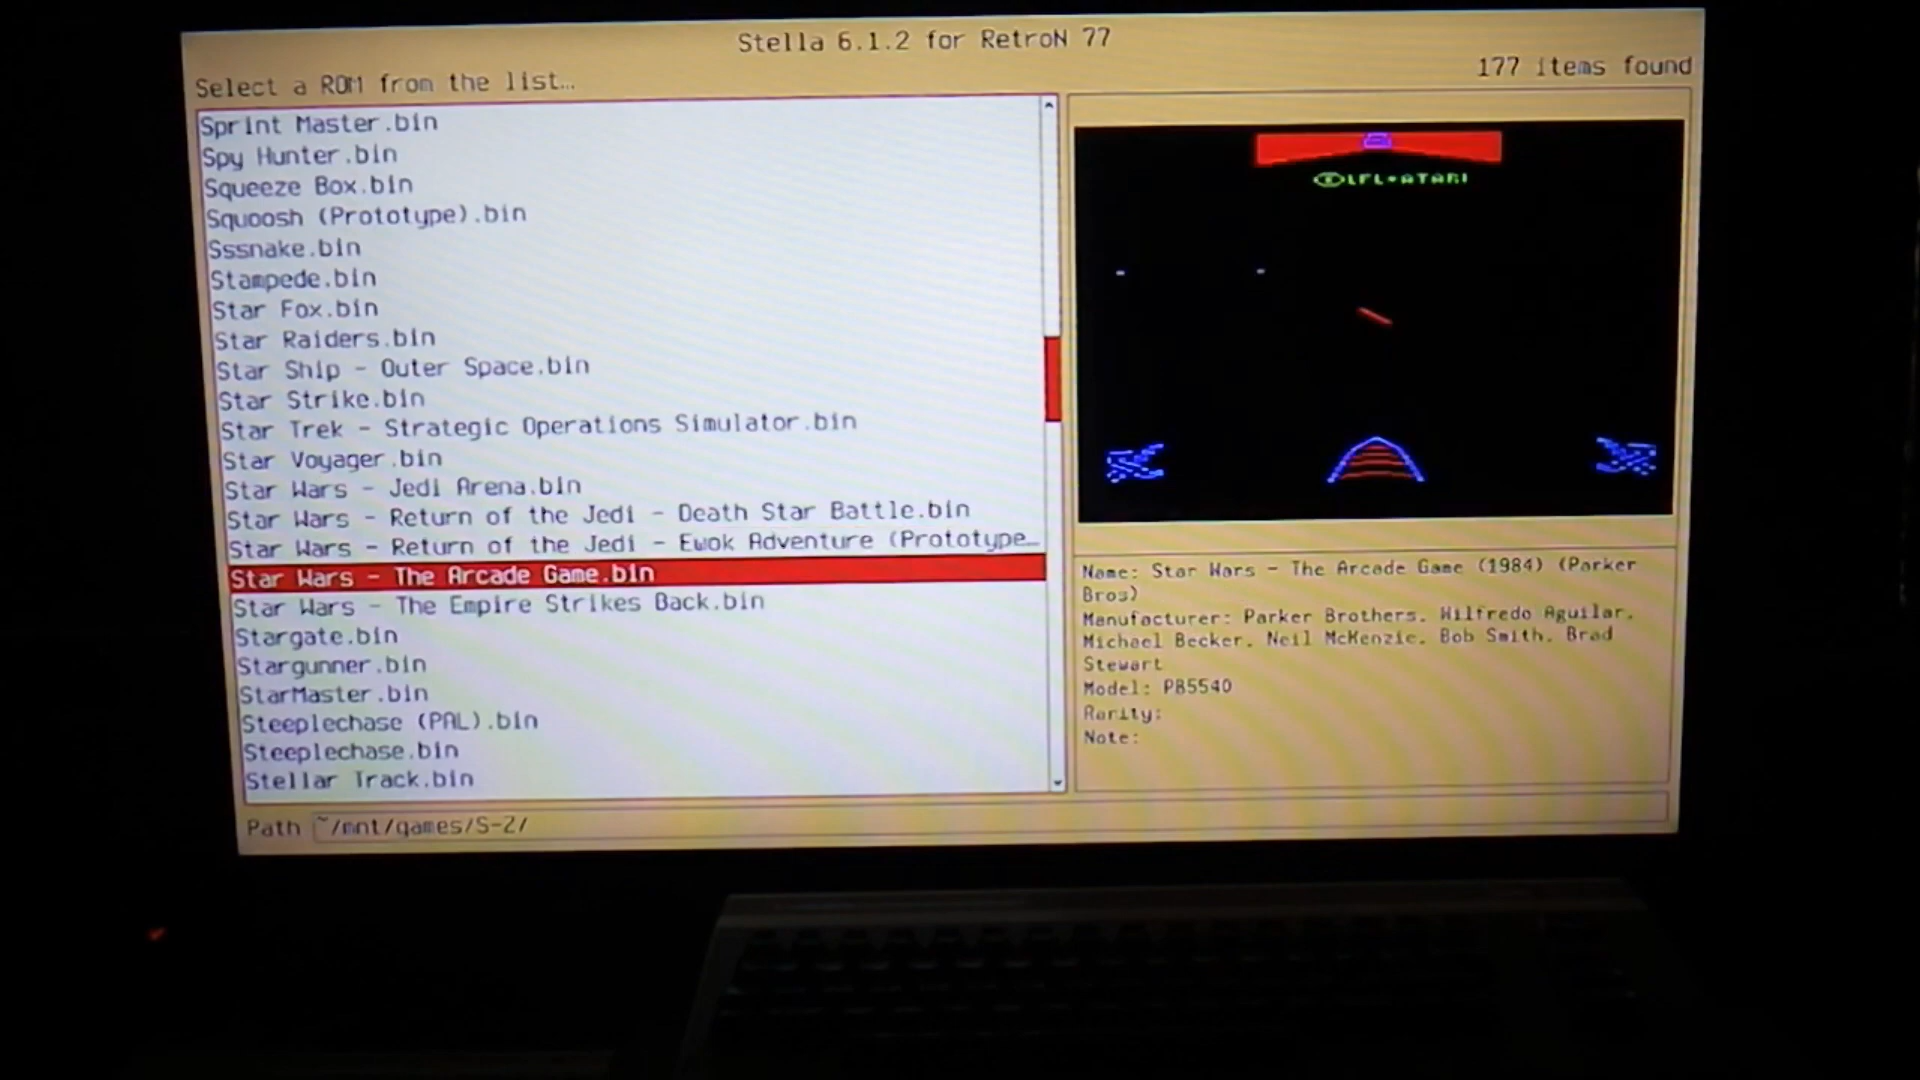 Stella 6.1.2 for RetroN 77
Select a ROM from the list...
177 items found
Sprint Master.bin
Spy Hunter.bin
Squeeze Box.bin
Squoosh (Prototype).bin
Sssnake.bin
Stampede.bin
Star Fox.bin
Star Raiders.bin
Star Ship - Outer Space.bin
Star Strike.bin
Star Trek - Strategic Operations Simulator.bin
Star Voyager.bin
Star Wars - Jedi Arena.bin
Star Wars - Return of the Jedi - Death Star Battle.bin
Star Wars - Return of the Jedi - Ewok Adventure (Prototype...
Star Wars - The Arcade Game.bin
Star Wars - The Empire Strikes Back.bin
Stargate.bin
Stargunner.bin
StarMaster.bin
Steeplechase (PAL).bin
Steeplechase.bin
Stellar Track.bin
LFL*ATARI
Name: Star Wars - The Arcade Game (1984) (Parker
Bros)
Manufacturer: Parker Brothers, Wilfredo Aguilar,
Michael Becker, Neil McKenzie, Bob Smith, Brad
Stewart
Model: PB5540
Rarity:
Note:
Path ~/mnt/games/S-2/